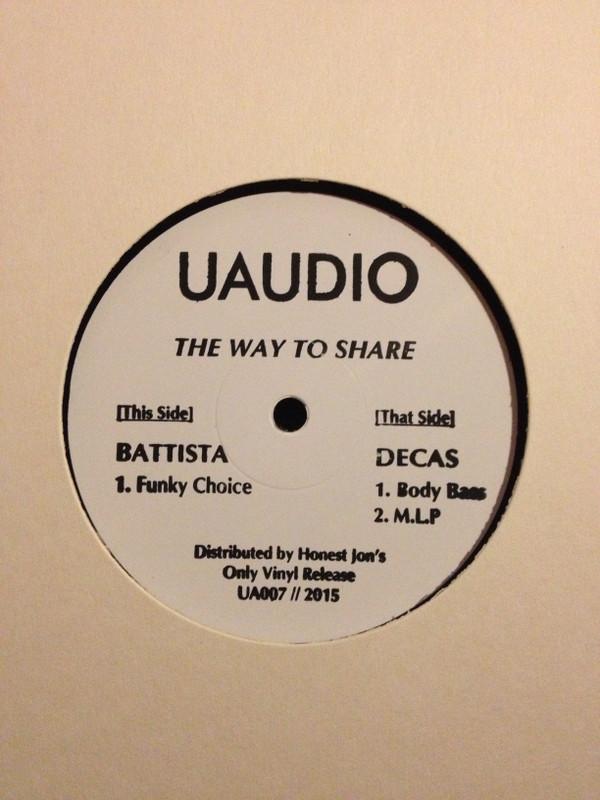 UAUDIO
THE WAY TO SHARE
[This Side]
BATTISTA
1. Funky Choice
[That Side]
DECAS
1. Body
2. M.L.P
Distributed by Honest Jon's
Only Vinyl Release
UA007 // 2015